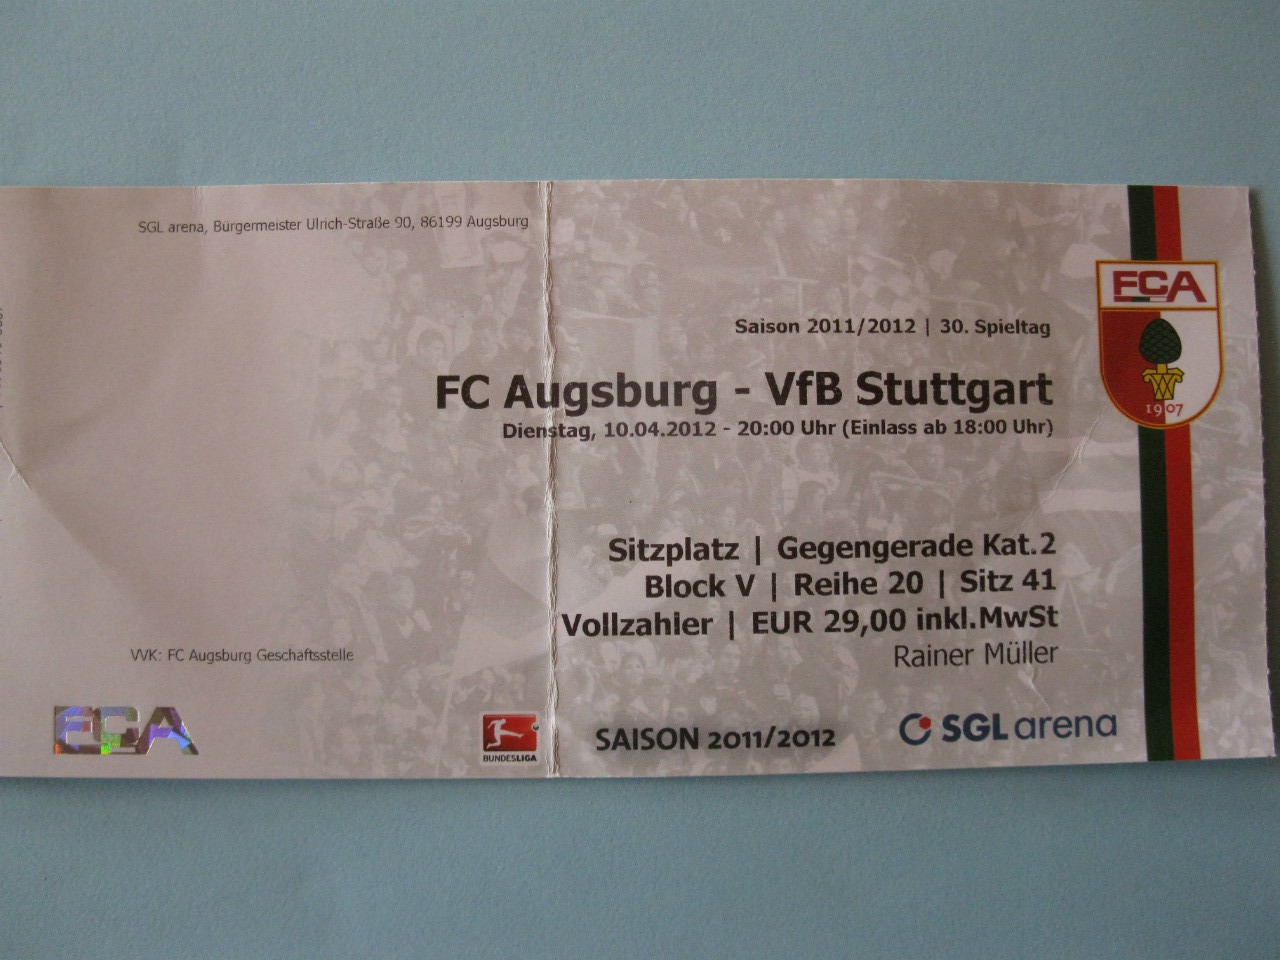 SGL arena, Bürgermeister Ulrich-Straße 90, 86199 Augsburg
FCA
1907
Saison 2011/2012 | 30. Spieltag
FC Augsburg - VfB Stuttgart
Dienstag, 10.04.2012 - 20:00 Uhr (Einlass ab 18:00 Uhr)
Sitzplatz | Gegengerade Kat.2
Block V | Reihe 20 | Sitz 41
Vollzahler | EUR 29,00 inkl.MwSt
Rainer Müller
VVK: FC Augsburg Geschäftsstelle
FCA
BUNDESLIGA
SAISON 2011/2012
SGL arena